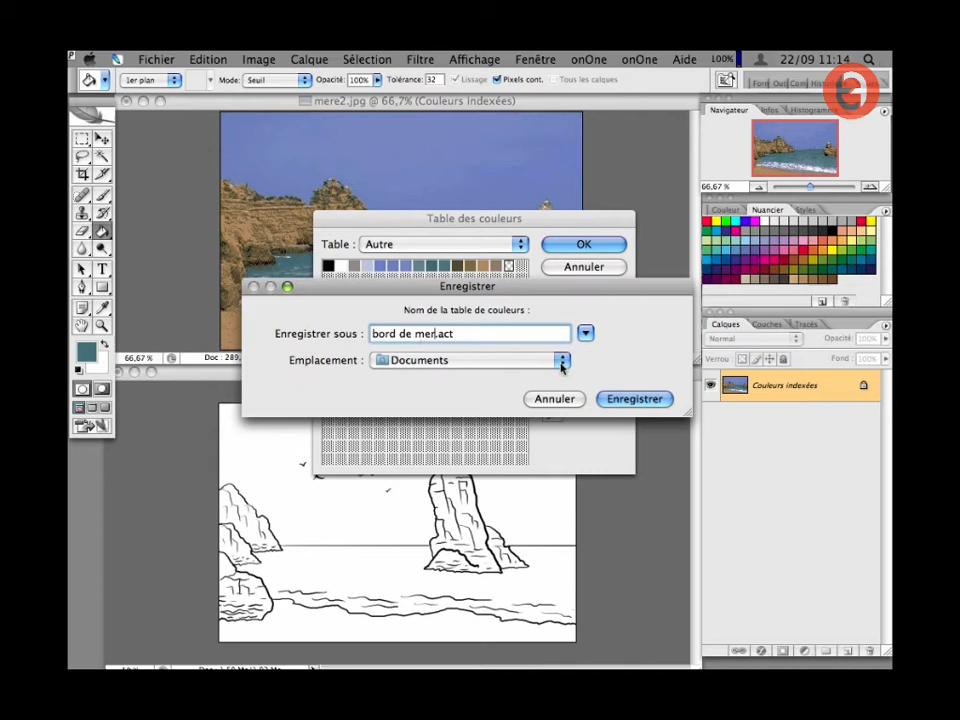 Fichier Edition Image Calque Sélection Filtre Affichage Fenêtre onOne onOne Aide 100% 22/09 11:14
1er plan Mode: Seuil Opacité: 100% Tolérance: 32 Lissage Pixels cont. Tous les calques
mere2.jpg @ 66,7% (Couleurs indexées)
Navigateur Infos Histogramme
66,67 %
Couleur Nuancier Styles
Table des couleurs
Table : Autre OK
Annuler
Enregistrer
Nom de la table de couleurs :
Enregistrer sous : bord de mer.act
Emplacement : Documents
Annuler Enregistrer
66,67 % Doc : 289,
Calques Couches Tracés
Normal Opacité: 100%
Verrou : Fond : 100%
Couleurs indexées